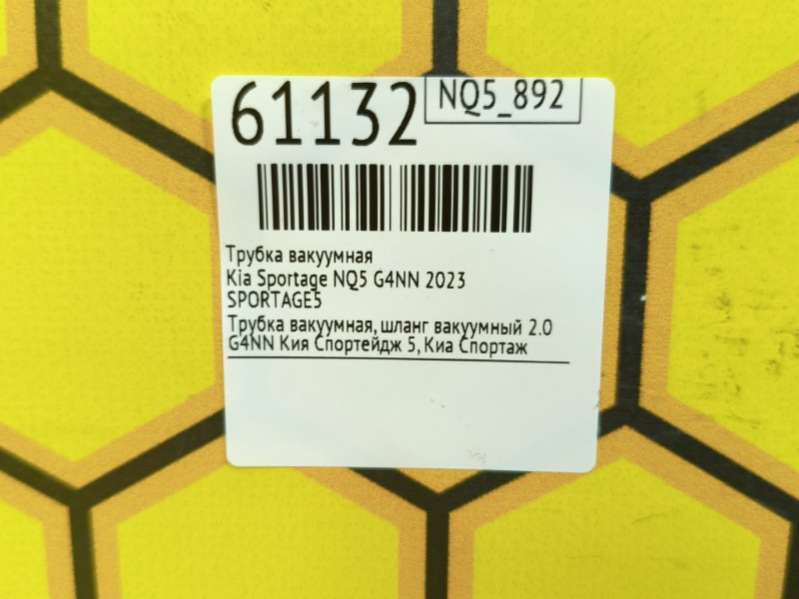 61132
NQ5_892
Трубка вакуумная
Kia Sportage NQ5 G4NN 2023
SPORTAGE5
Трубка вакуумная, шланг вакуумный 2.0
G4NN Кия Спортейдж 5, Киа Спортаж